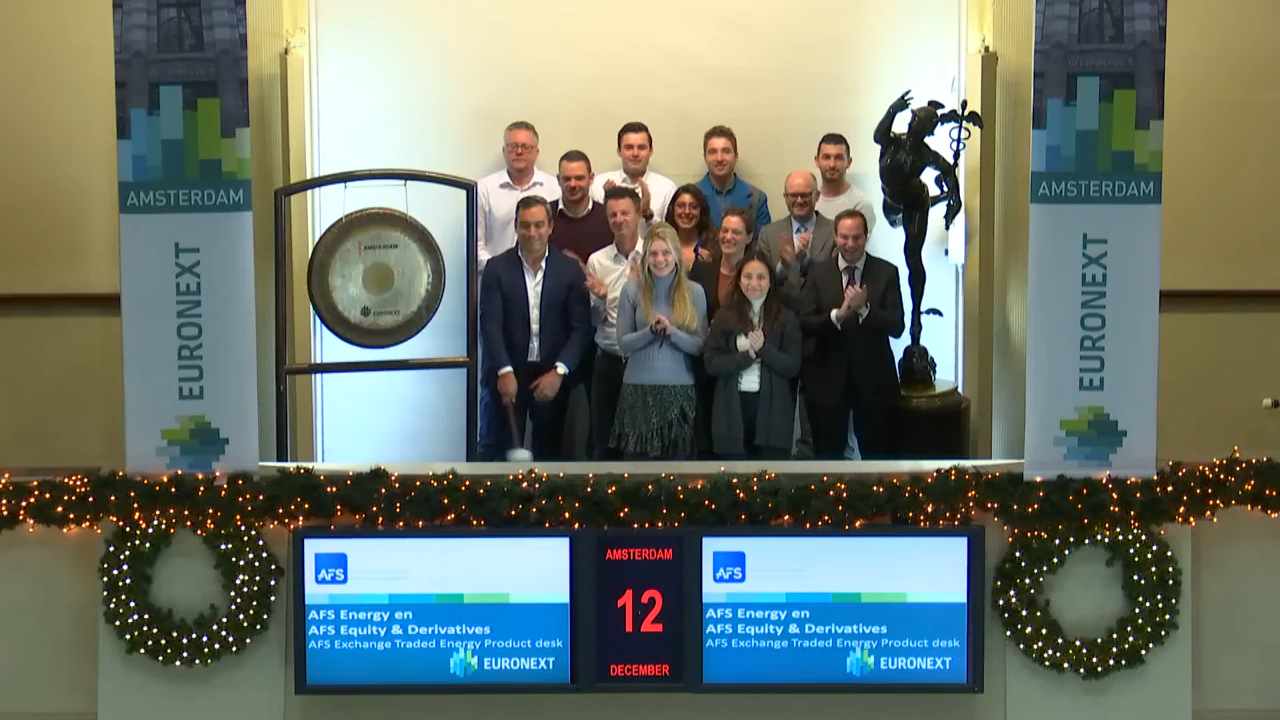 AMSTERDAM
EURONEXT
AMSTERDAM
EURONEXT
AMSTERDAM
EURONEXT
AFS
AFS Energy en
AFS Equity & Derivatives
AFS Exchange Traded Energy Product desk
EURONEXT
AMSTERDAM
12
DECEMBER
AFS
AFS Energy en
AFS Equity & Derivatives
AFS Exchange Traded Energy Product desk
EURONEXT